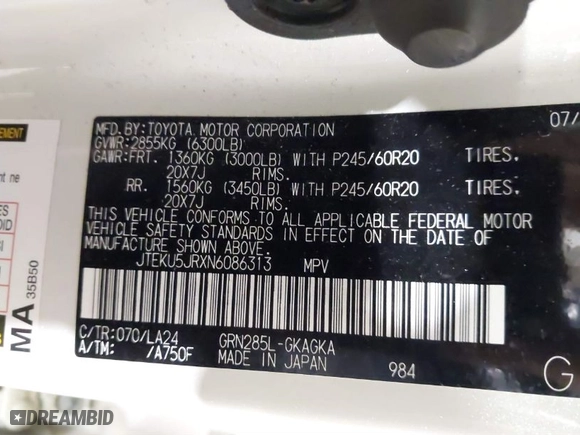 07/
MFD. BY: TOYOTA MOTOR CORPORATION
GVWR: 2855KG (6300LB)
GAWR: FRT. 1360KG (3000LB) WITH P245/60R20 TIRES.
20X7J RIMS.
RR. 1560KG (3450LB) WITH P245/60R20 TIRES.
20X7J RIMS.
THIS VEHICLE CONFORMS TO ALL APPLICABLE FEDERAL MOTOR
VEHICLE SAFETY STANDARDS IN EFFECT ON THE DATE OF
MANUFACTURE SHOWN ABOVE.
JTEKU5JRXN6086313 MPV
C/TR: 070/LA24 GRN285L-GKAGKA
A/TM: /A750F MADE IN JAPAN 984
G
MA
35B50
DREAMBID